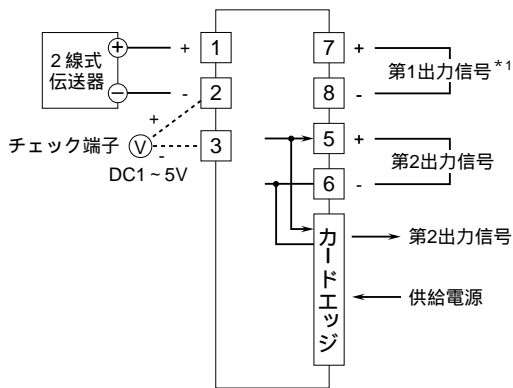 2線式
伝送器
+
−
+
-
1
2
3
+
-
チェック端子
V
DC1~5V
7
8
5
6
+
-
+
-
第1出力信号*1
第2出力信号
カードエッジ
第2出力信号
供給電源